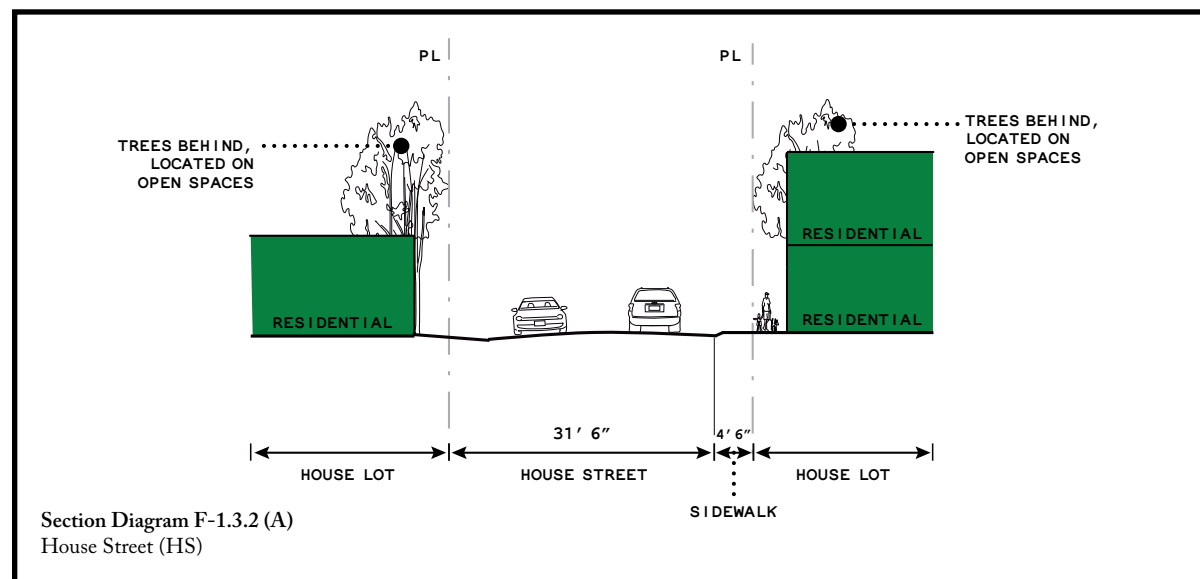 PL
PL
TREES BEHIND,
LOCATED ON
OPEN SPACES
TREES BEHIND,
LOCATED ON
OPEN SPACES
RESIDENTIAL
RESIDENTIAL
RESIDENTIAL
31' 6"
4' 6"
HOUSE LOT
HOUSE STREET
HOUSE LOT
SIDEWALK
Section Diagram F-1.3.2 (A)
House Street (HS)